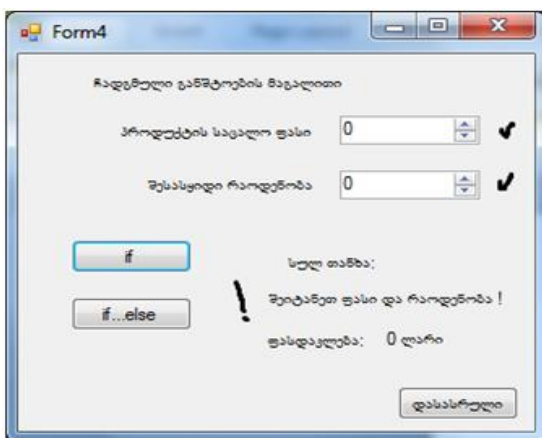 Form4
ჩადგმული განშტოების მაგალითი
პროდუქტის საცალო ფასი 0
შესასყიდი რაოდენობა 0
if
სულ თანხა:
შეიტანეთ ფასი და რაოდენობა !
if...else
!
ფასდაკლება: 0 ლარი
დასასრული